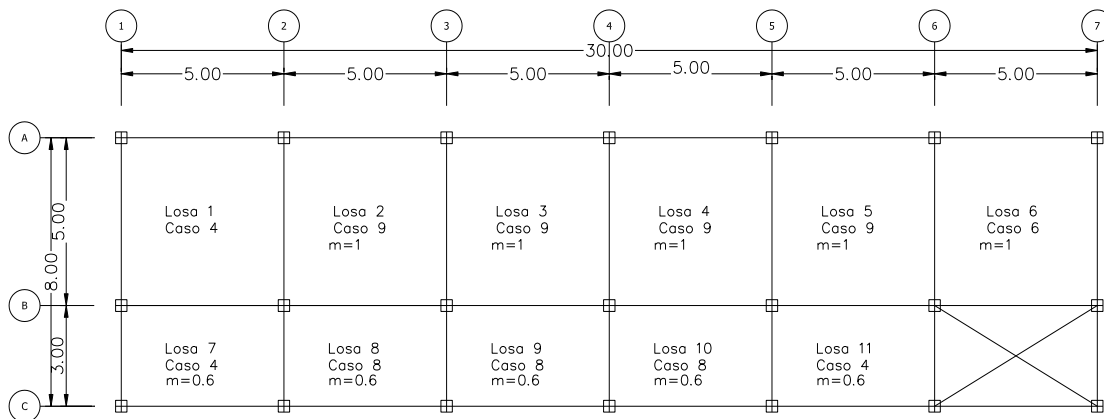 1 2 3 4 5 6 7
30.00
5.00 5.00 5.00 5.00 5.00 5.00
A
B
C
8.00
5.00
3.00
Losa 1
Caso 4
Losa 2
Caso 9
m=1
Losa 3
Caso 9
m=1
Losa 4
Caso 9
m=1
Losa 5
Caso 9
m=1
Losa 6
Caso 6
m=1
Losa 7
Caso 4
m=0.6
Losa 8
Caso 8
m=0.6
Losa 9
Caso 8
m=0.6
Losa 10
Caso 8
m=0.6
Losa 11
Caso 4
m=0.6